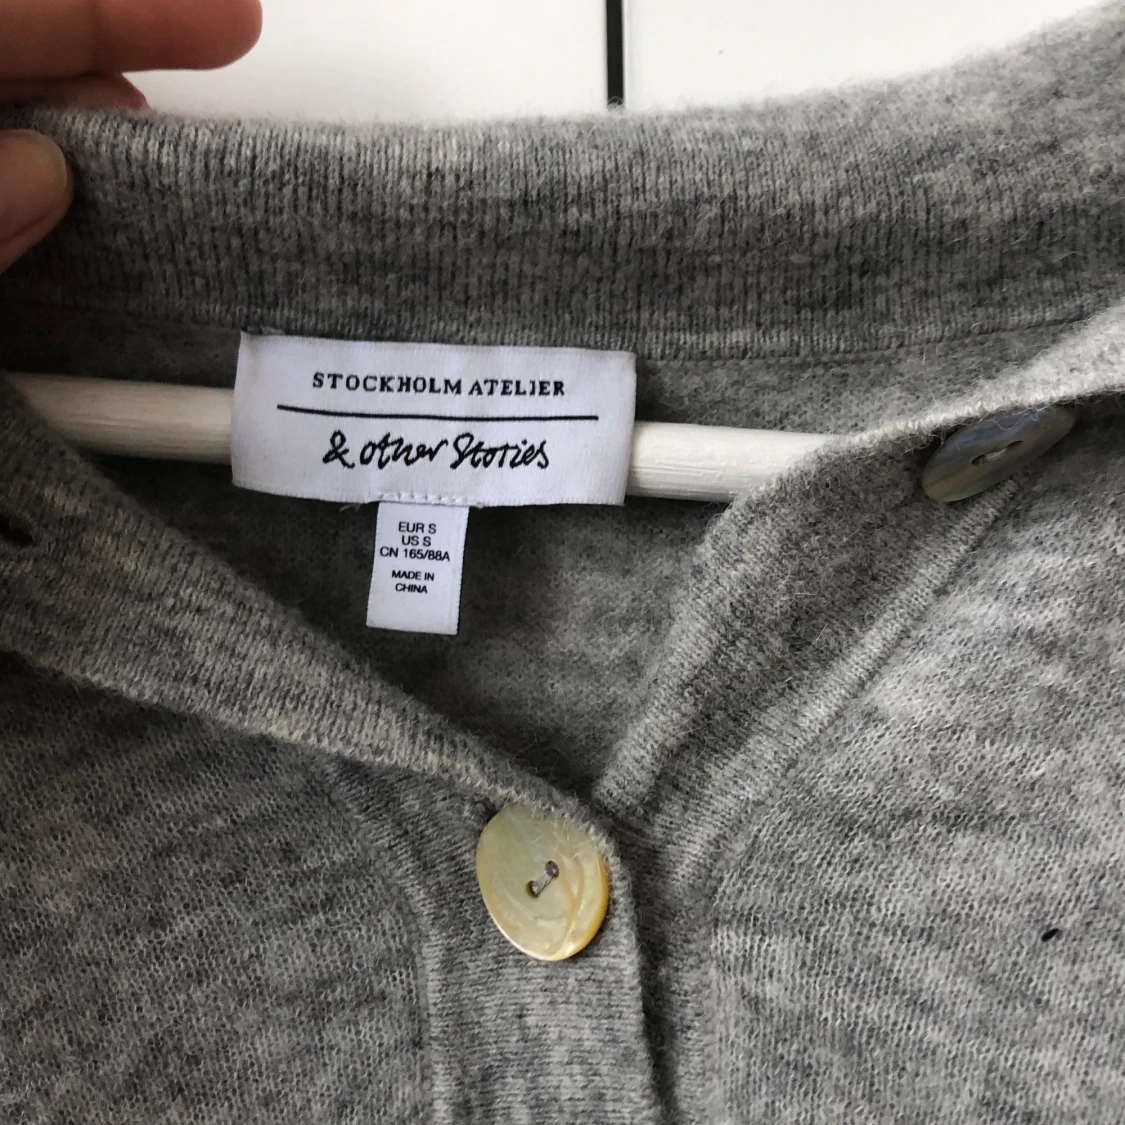 STOCKHOLM ATELIER
& other Stories
EUR S
US S
CN 165/88A
MADE IN
CHINA